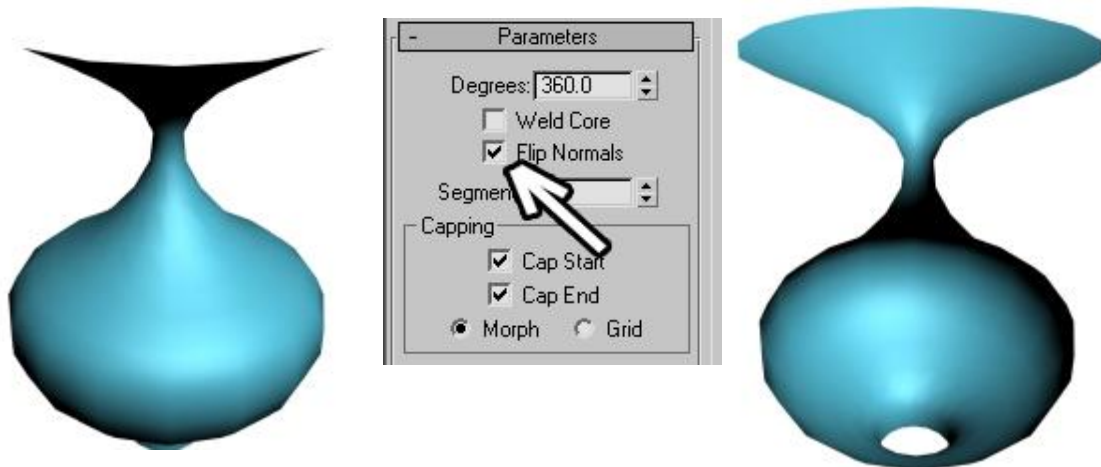 - Parameters
Degrees: 360.0
Weld Core
Flip Normals
Capping
Cap Start
Cap End
Morph Grid